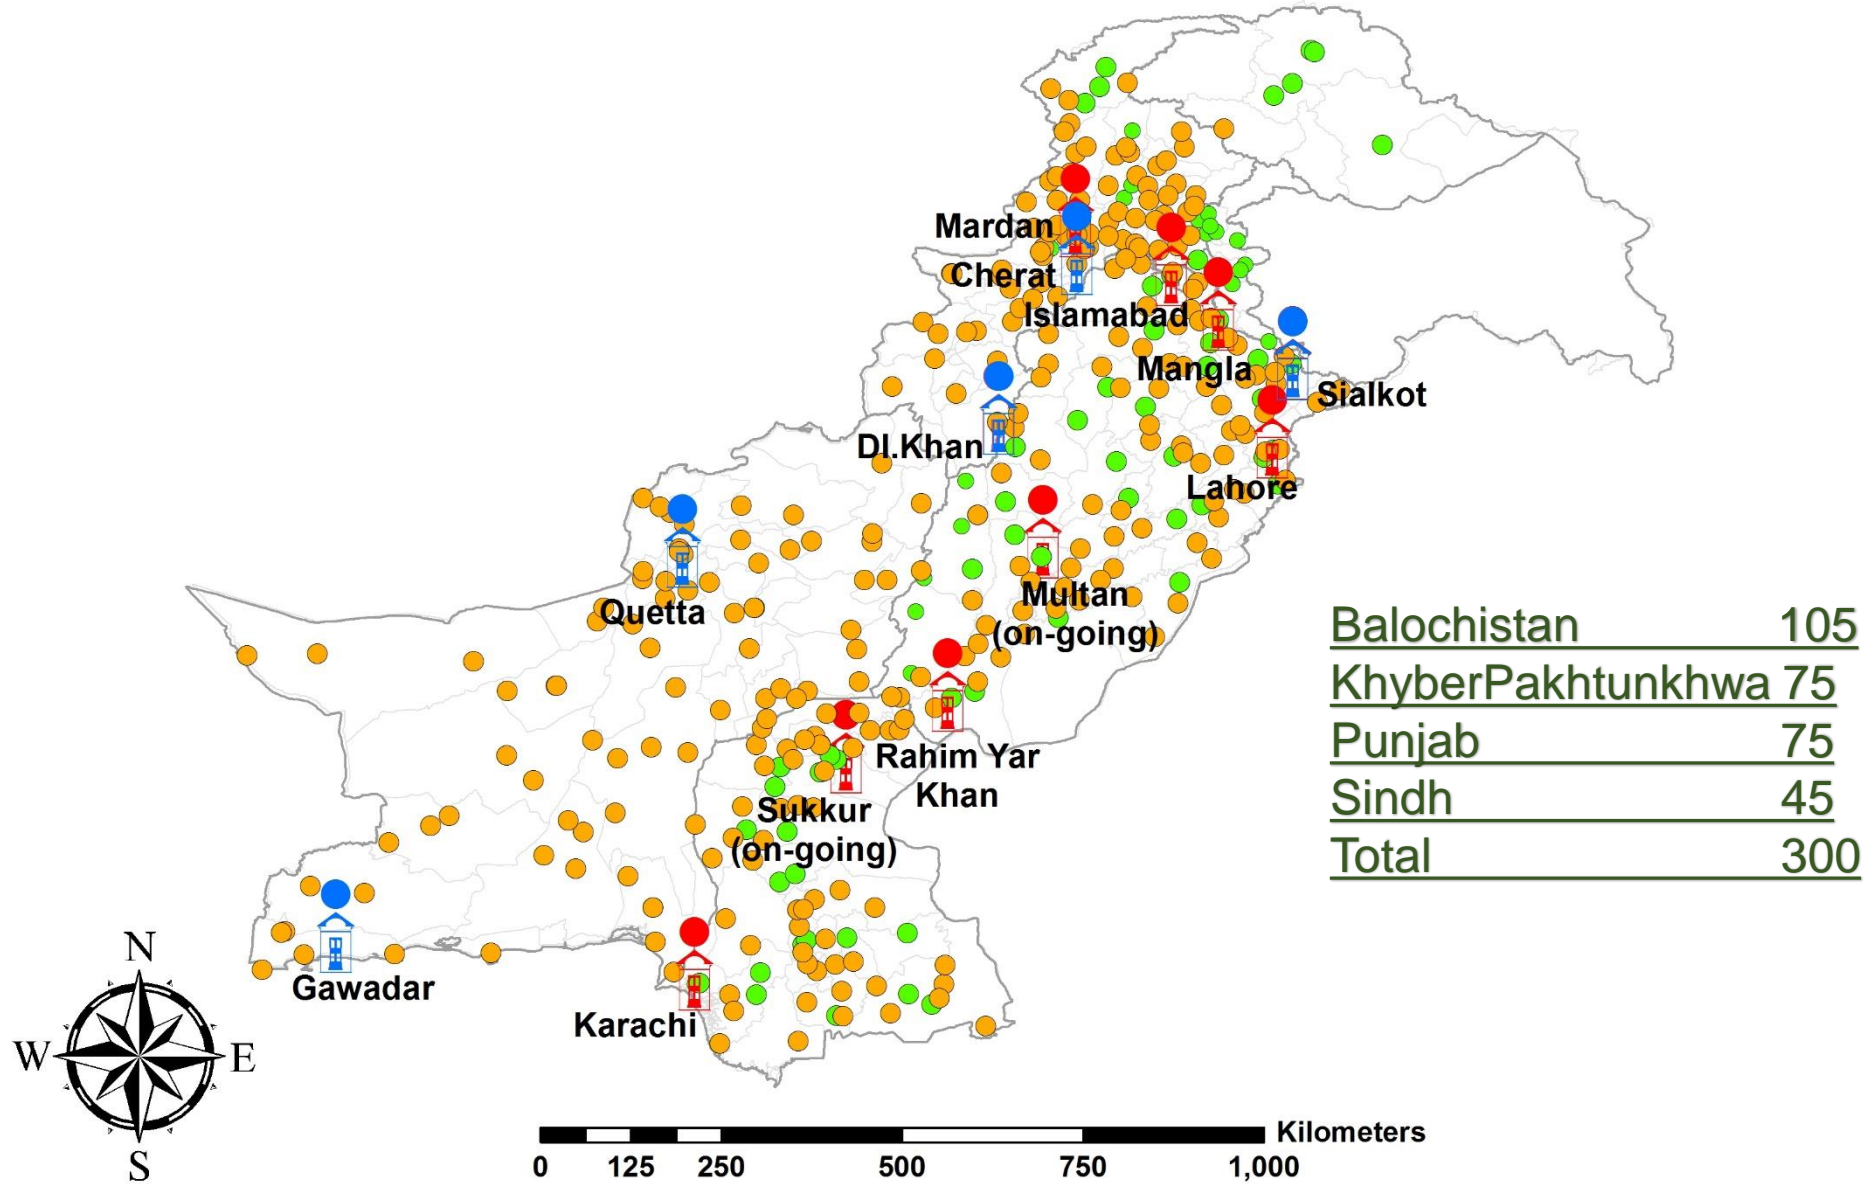 Mardan
Cherat
Islamabad
Mangla
Sialkot
DI.Khan
Lahore
Quetta
Multan
(on-going)
Rahim Yar
Khan
Sukkur
(on-going)
Gawadar
Karachi
Balochistan 105
KhyberPakhtunkhwa 75
Punjab 75
Sindh 45
Total 300
N
W E
S
Kilometers
0 125 250 500 750 1,000